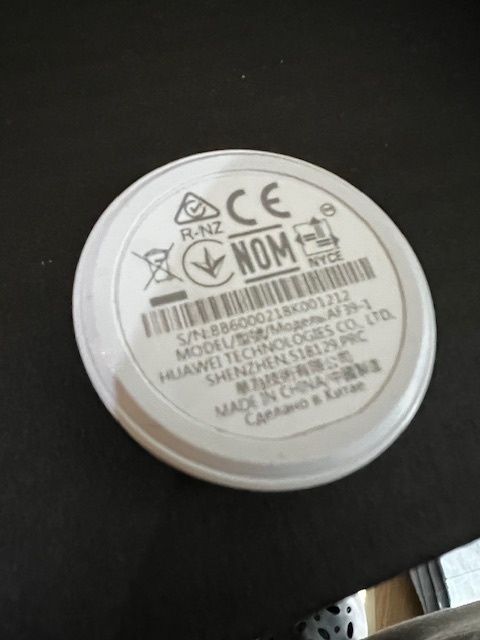 CE
R-NZ
NOM
NYCE
S/N:BB6000218K001212
MODEL/型號/Модель:AF39-1
HUAWEI TECHNOLOGIES CO., LTD.
SHENZHEN.518129.PRC
华为技术有限公司
MADE IN CHINA 中國製造
Сделано в Китае